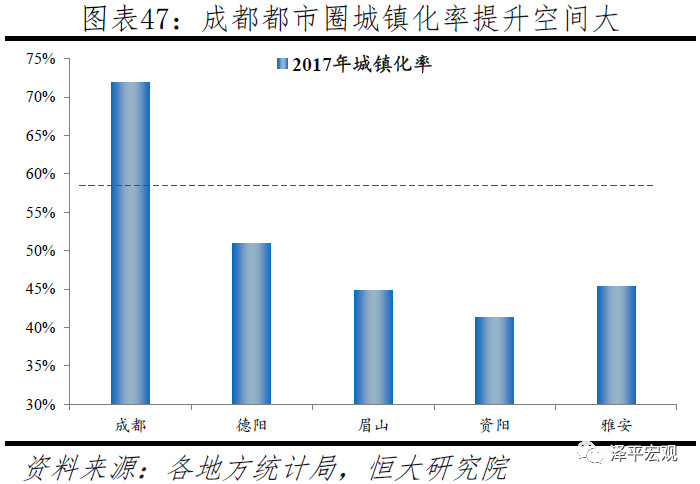 图表47：成都都市圈城镇化率提升空间大
2017年城镇化率
75%
70%
65%
60%
55%
50%
45%
40%
35%
30%
成都 德阳 眉山 资阳 雅安
泽平宏观
资料来源：各地方统计局，恒大研究院